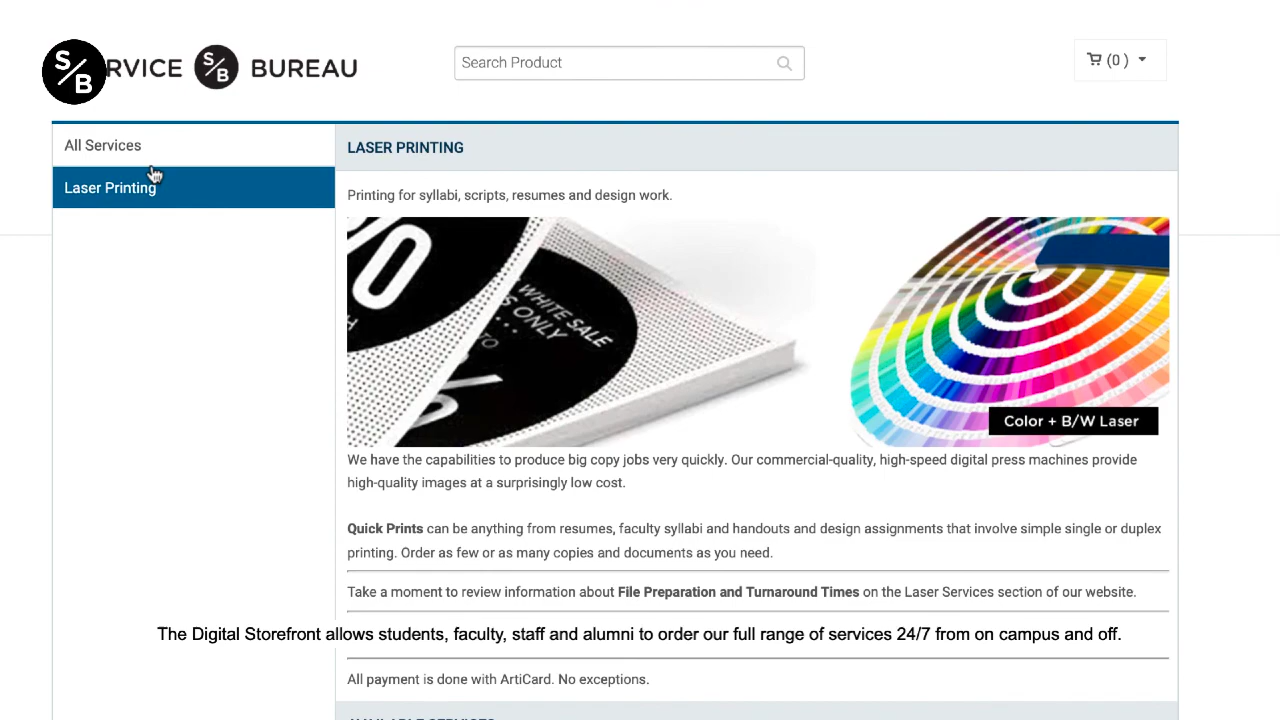 S/B RVICE S/B BUREAU
Search Product
(0)
All Services
Laser Printing
LASER PRINTING
Printing for syllabi, scripts, resumes and design work.
WHITE SALE
S ONLY
TO
%
Color + B/W Laser
We have the capabilities to produce big copy jobs very quickly. Our commercial-quality, high-speed digital press machines provide
high-quality images at a surprisingly low cost.
Quick Prints can be anything from resumes, faculty syllabi and handouts and design assignments that involve simple single or duplex
printing. Order as few or as many copies and documents as you need.
Take a moment to review information about File Preparation and Turnaround Times on the Laser Services section of our website.
The Digital Storefront allows students, faculty, staff and alumni to order our full range of services 24/7 from on campus and off.
All payment is done with ArtiCard. No exceptions.